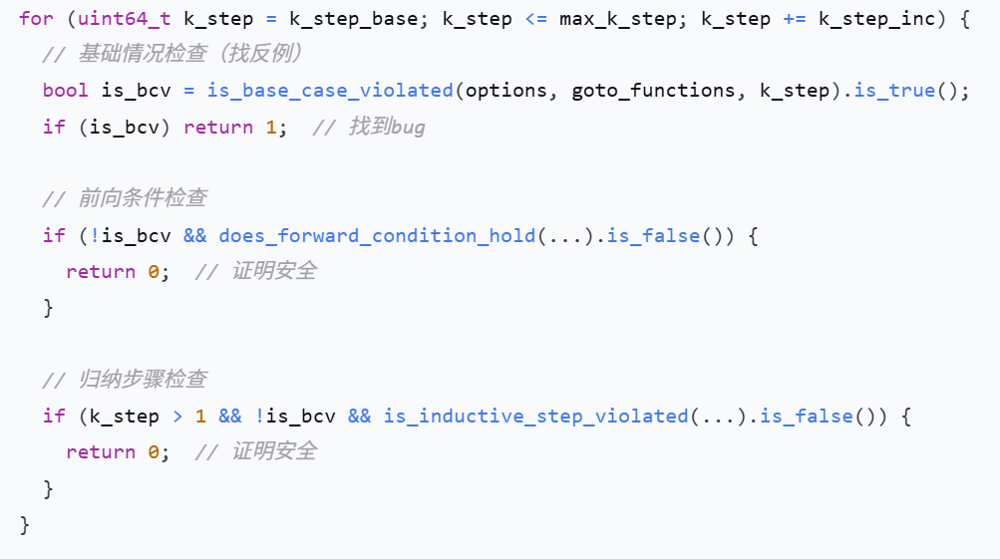 for (uint64_t k_step = k_step_base; k_step <= max_k_step; k_step += k_step_inc) {
  // 基础情况检查（找反例）
  bool is_bcv = is_base_case_violated(options, goto_functions, k_step).is_true();
  if (is_bcv) return 1;  // 找到bug

  // 前向条件检查
  if (!is_bcv && does_forward_condition_hold(...).is_false()) {
    return 0;  // 证明安全
  }

  // 归纳步骤检查
  if (k_step > 1 && !is_bcv && is_inductive_step_violated(...).is_false()) {
    return 0;  // 证明安全
  }
}